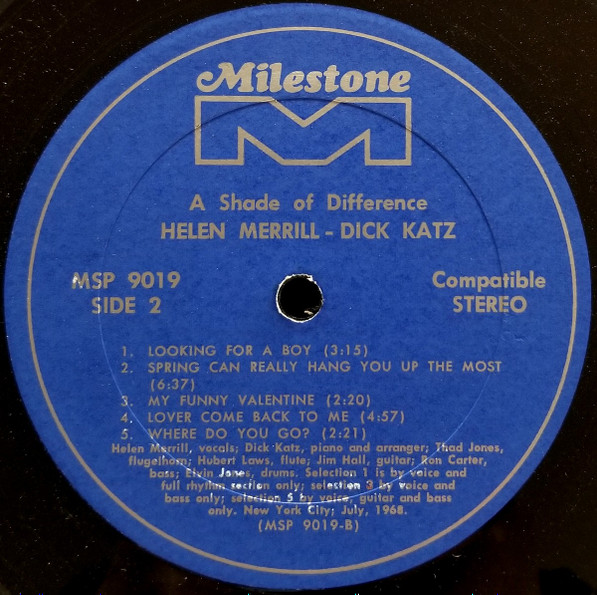 Milestone
M
A Shade of Difference
HELEN MERRILL - DICK KATZ
MSP 9019
SIDE 2
Compatible
STEREO
1. LOOKING FOR A BOY (3:15)
2. SPRING CAN REALLY HANG YOU UP THE MOST
(6:37)
3. MY FUNNY VALENTINE (2:20)
4. LOVER COME BACK TO ME (4:57)
5. WHERE DO YOU GO? (2:21)
Helen Merrill, vocals; Dick Katz, piano and arranger; Thad Jones,
flugelhorn; Hubert Laws, flute; Jim Hall, guitar; Ron Carter,
bass; Elvin Jones, drums. Selection 1 is by voice and
full rhythm section only; selection 3 by voice and
bass only; selection 5 by voice, guitar and bass
only. New York City; July, 1968.
(MSP 9019-B)